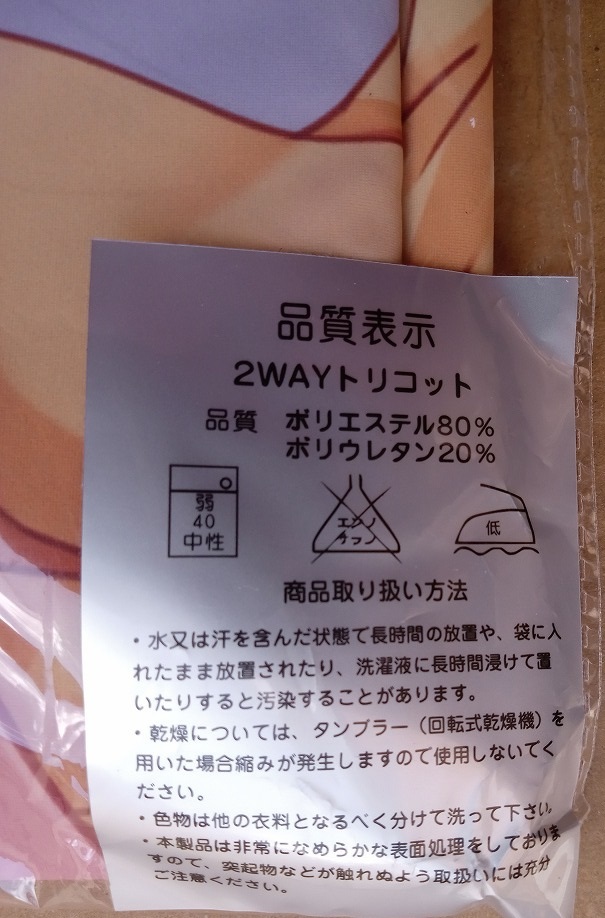 品質表示
2WAYトリコット
品質 ポリエステル80%
ポリウレタン20%
弱
40
中性
エンソ
サラシ
低
商品取り扱い方法
・水又は汗を含んだ状態で長時間の放置や、袋に入
れたまま放置されたり、洗濯液に長時間浸けて置
いたりすると汚染することがあります。
・乾燥については、タンブラー（回転式乾燥機）を
用いた場合縮みが発生しますので使用しないでく
ださい。
・色物は他の衣料となるべく分けて洗って下さい。
・本製品は非常になめらかな表面処理をしておりま
すので、突起物などが触れぬよう取扱いには充分
ご注意ください。